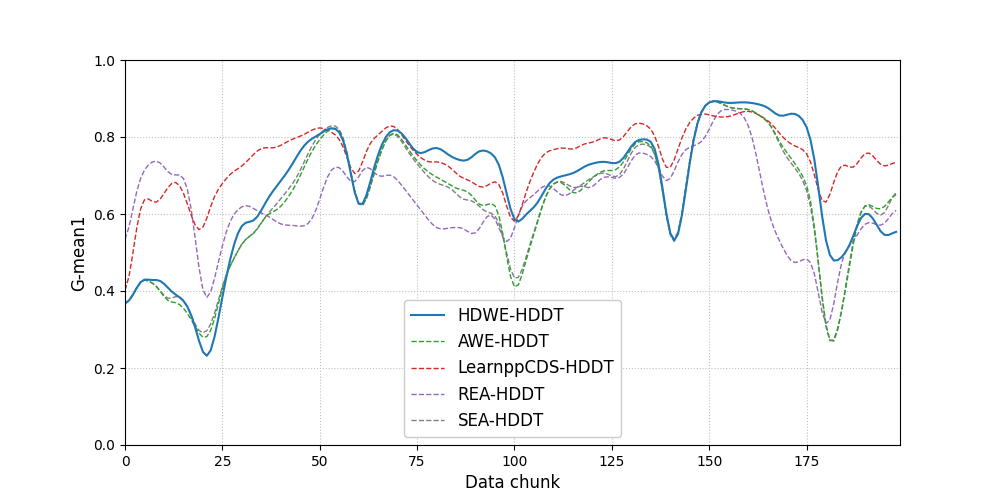 1.0
0.8
0.6
0.4
0.2
0.0
G-mean1
0 25 50 75 100 125 150 175
Data chunk
HDWE-HDDT
AWE-HDDT
LearnppCDS-HDDT
REA-HDDT
SEA-HDDT